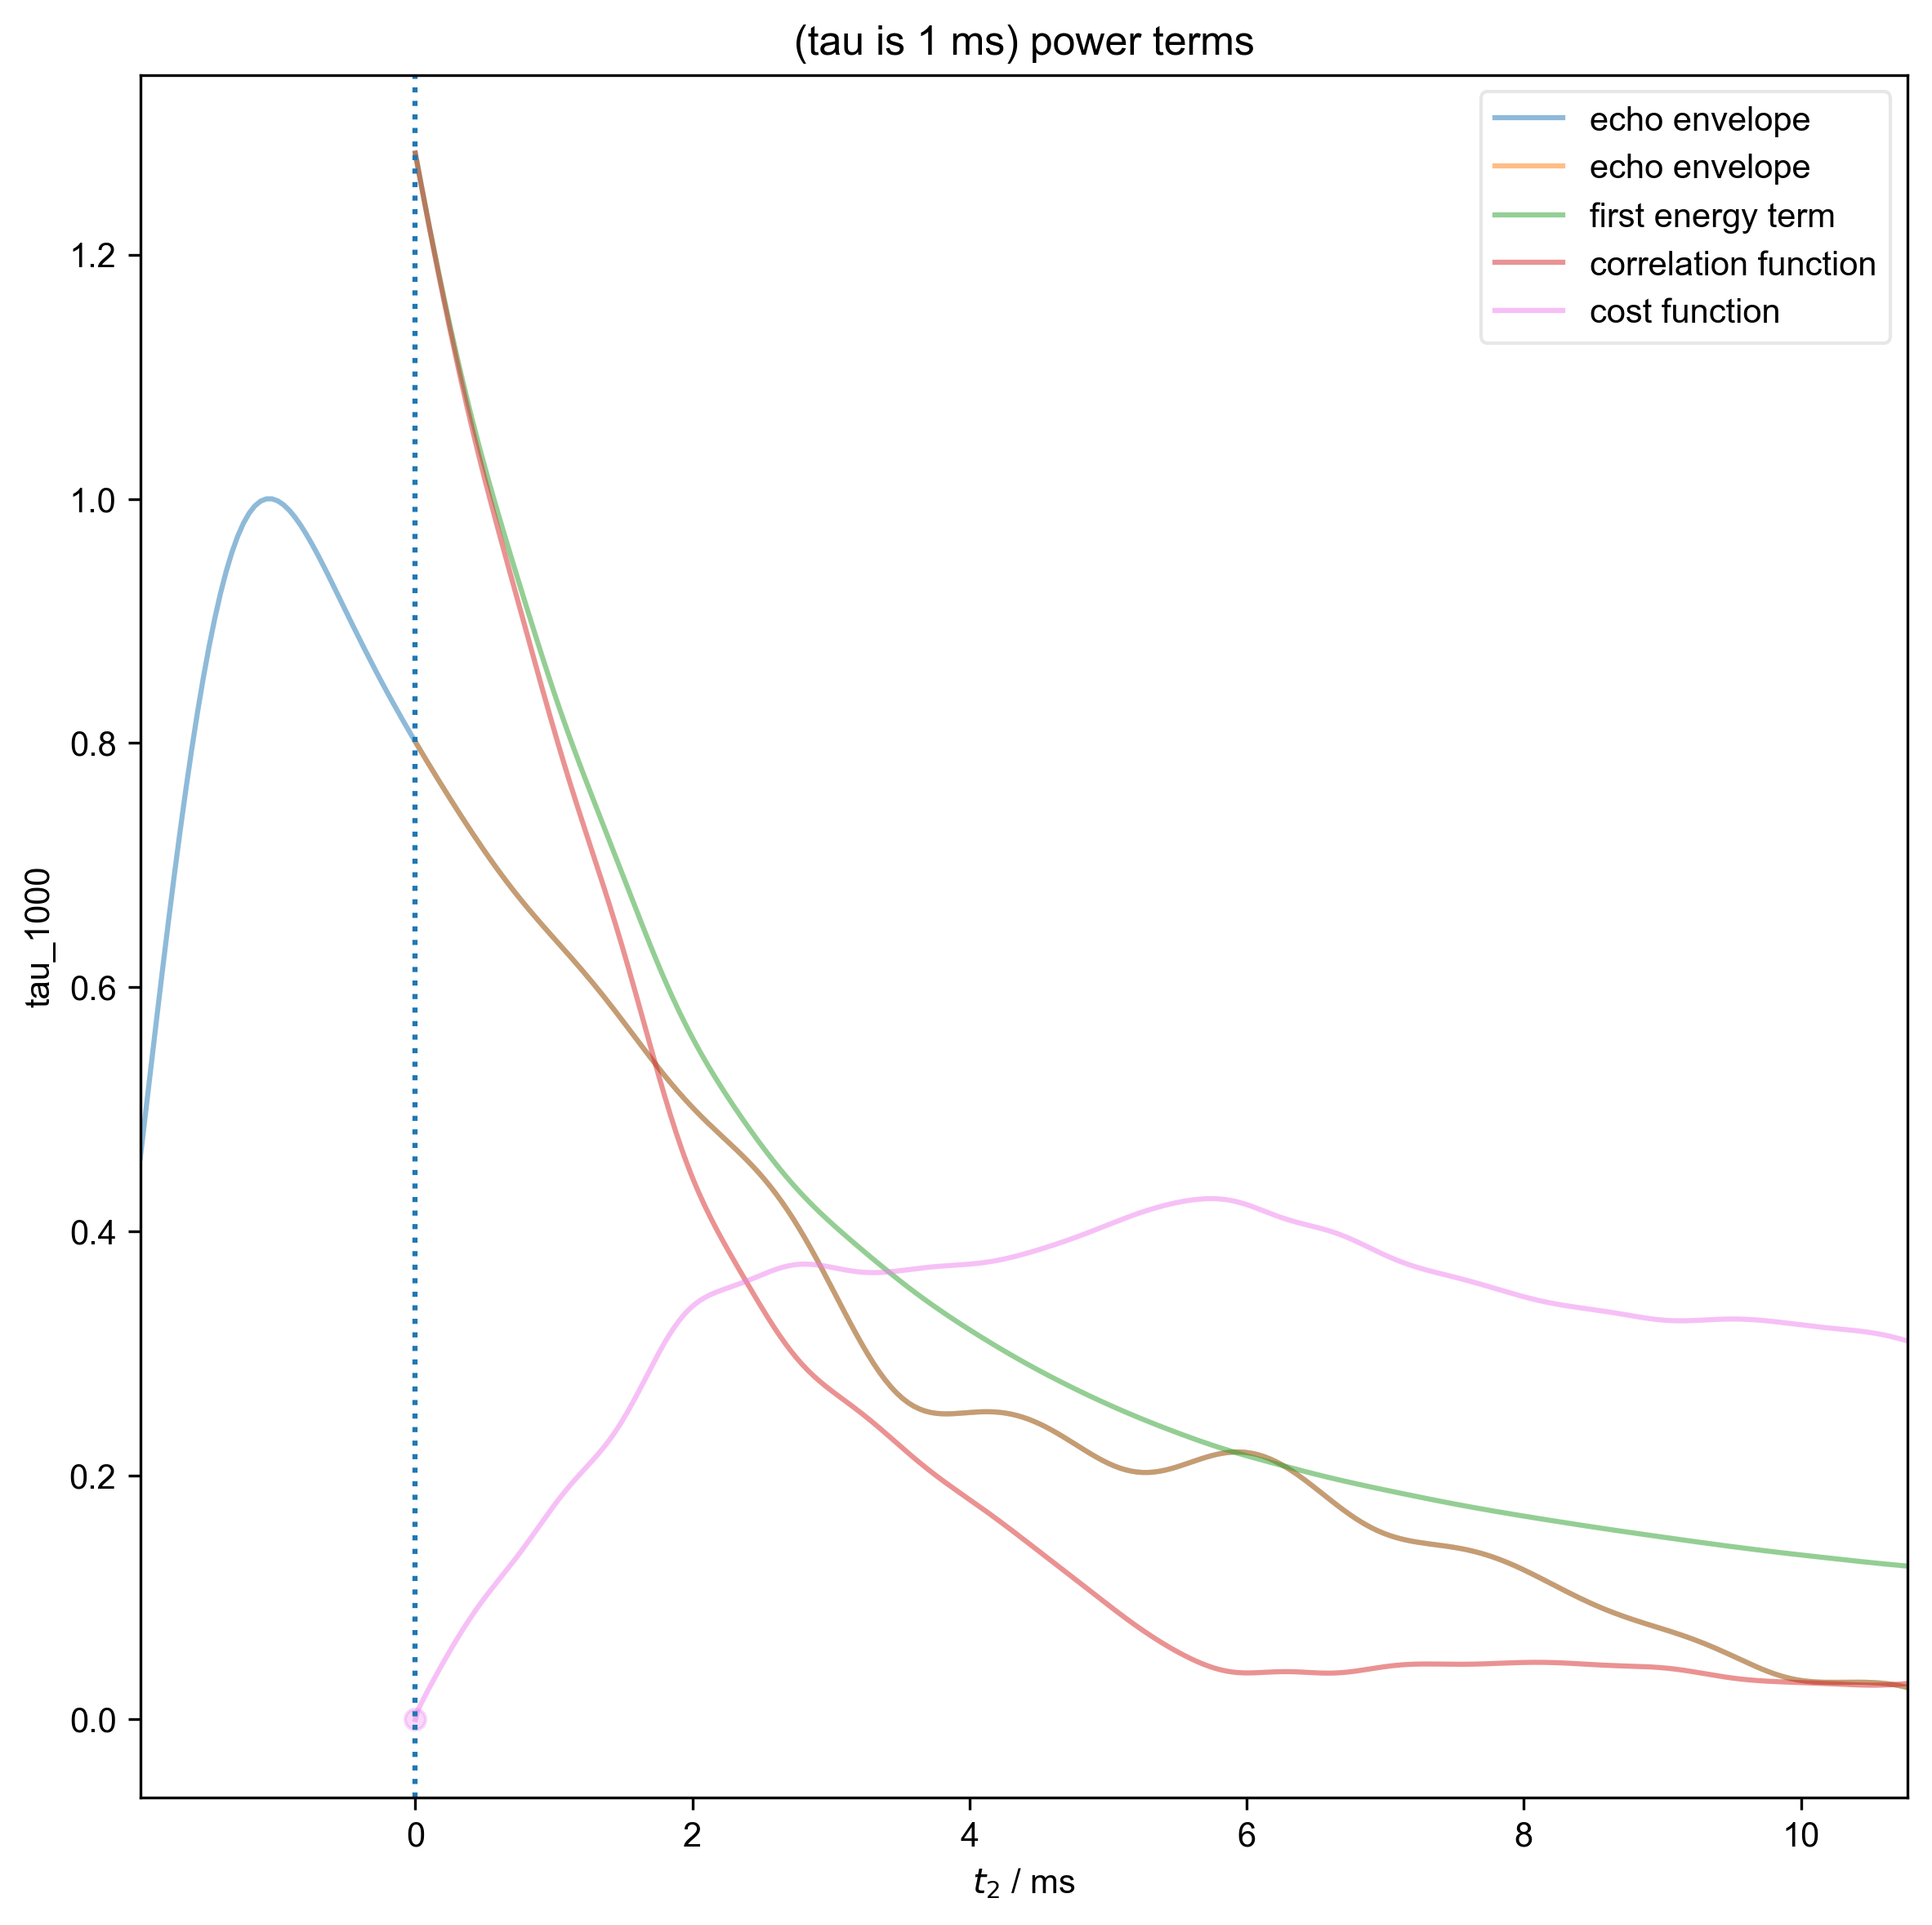 (tau is 1 ms) power terms
echo envelope
echo envelope
first energy term
correlation function
cost function
tau_1000
1.2
1.0
0.8
0.6
0.4
0.2
0.0
0 2 4 6 8 10
t₂ / ms